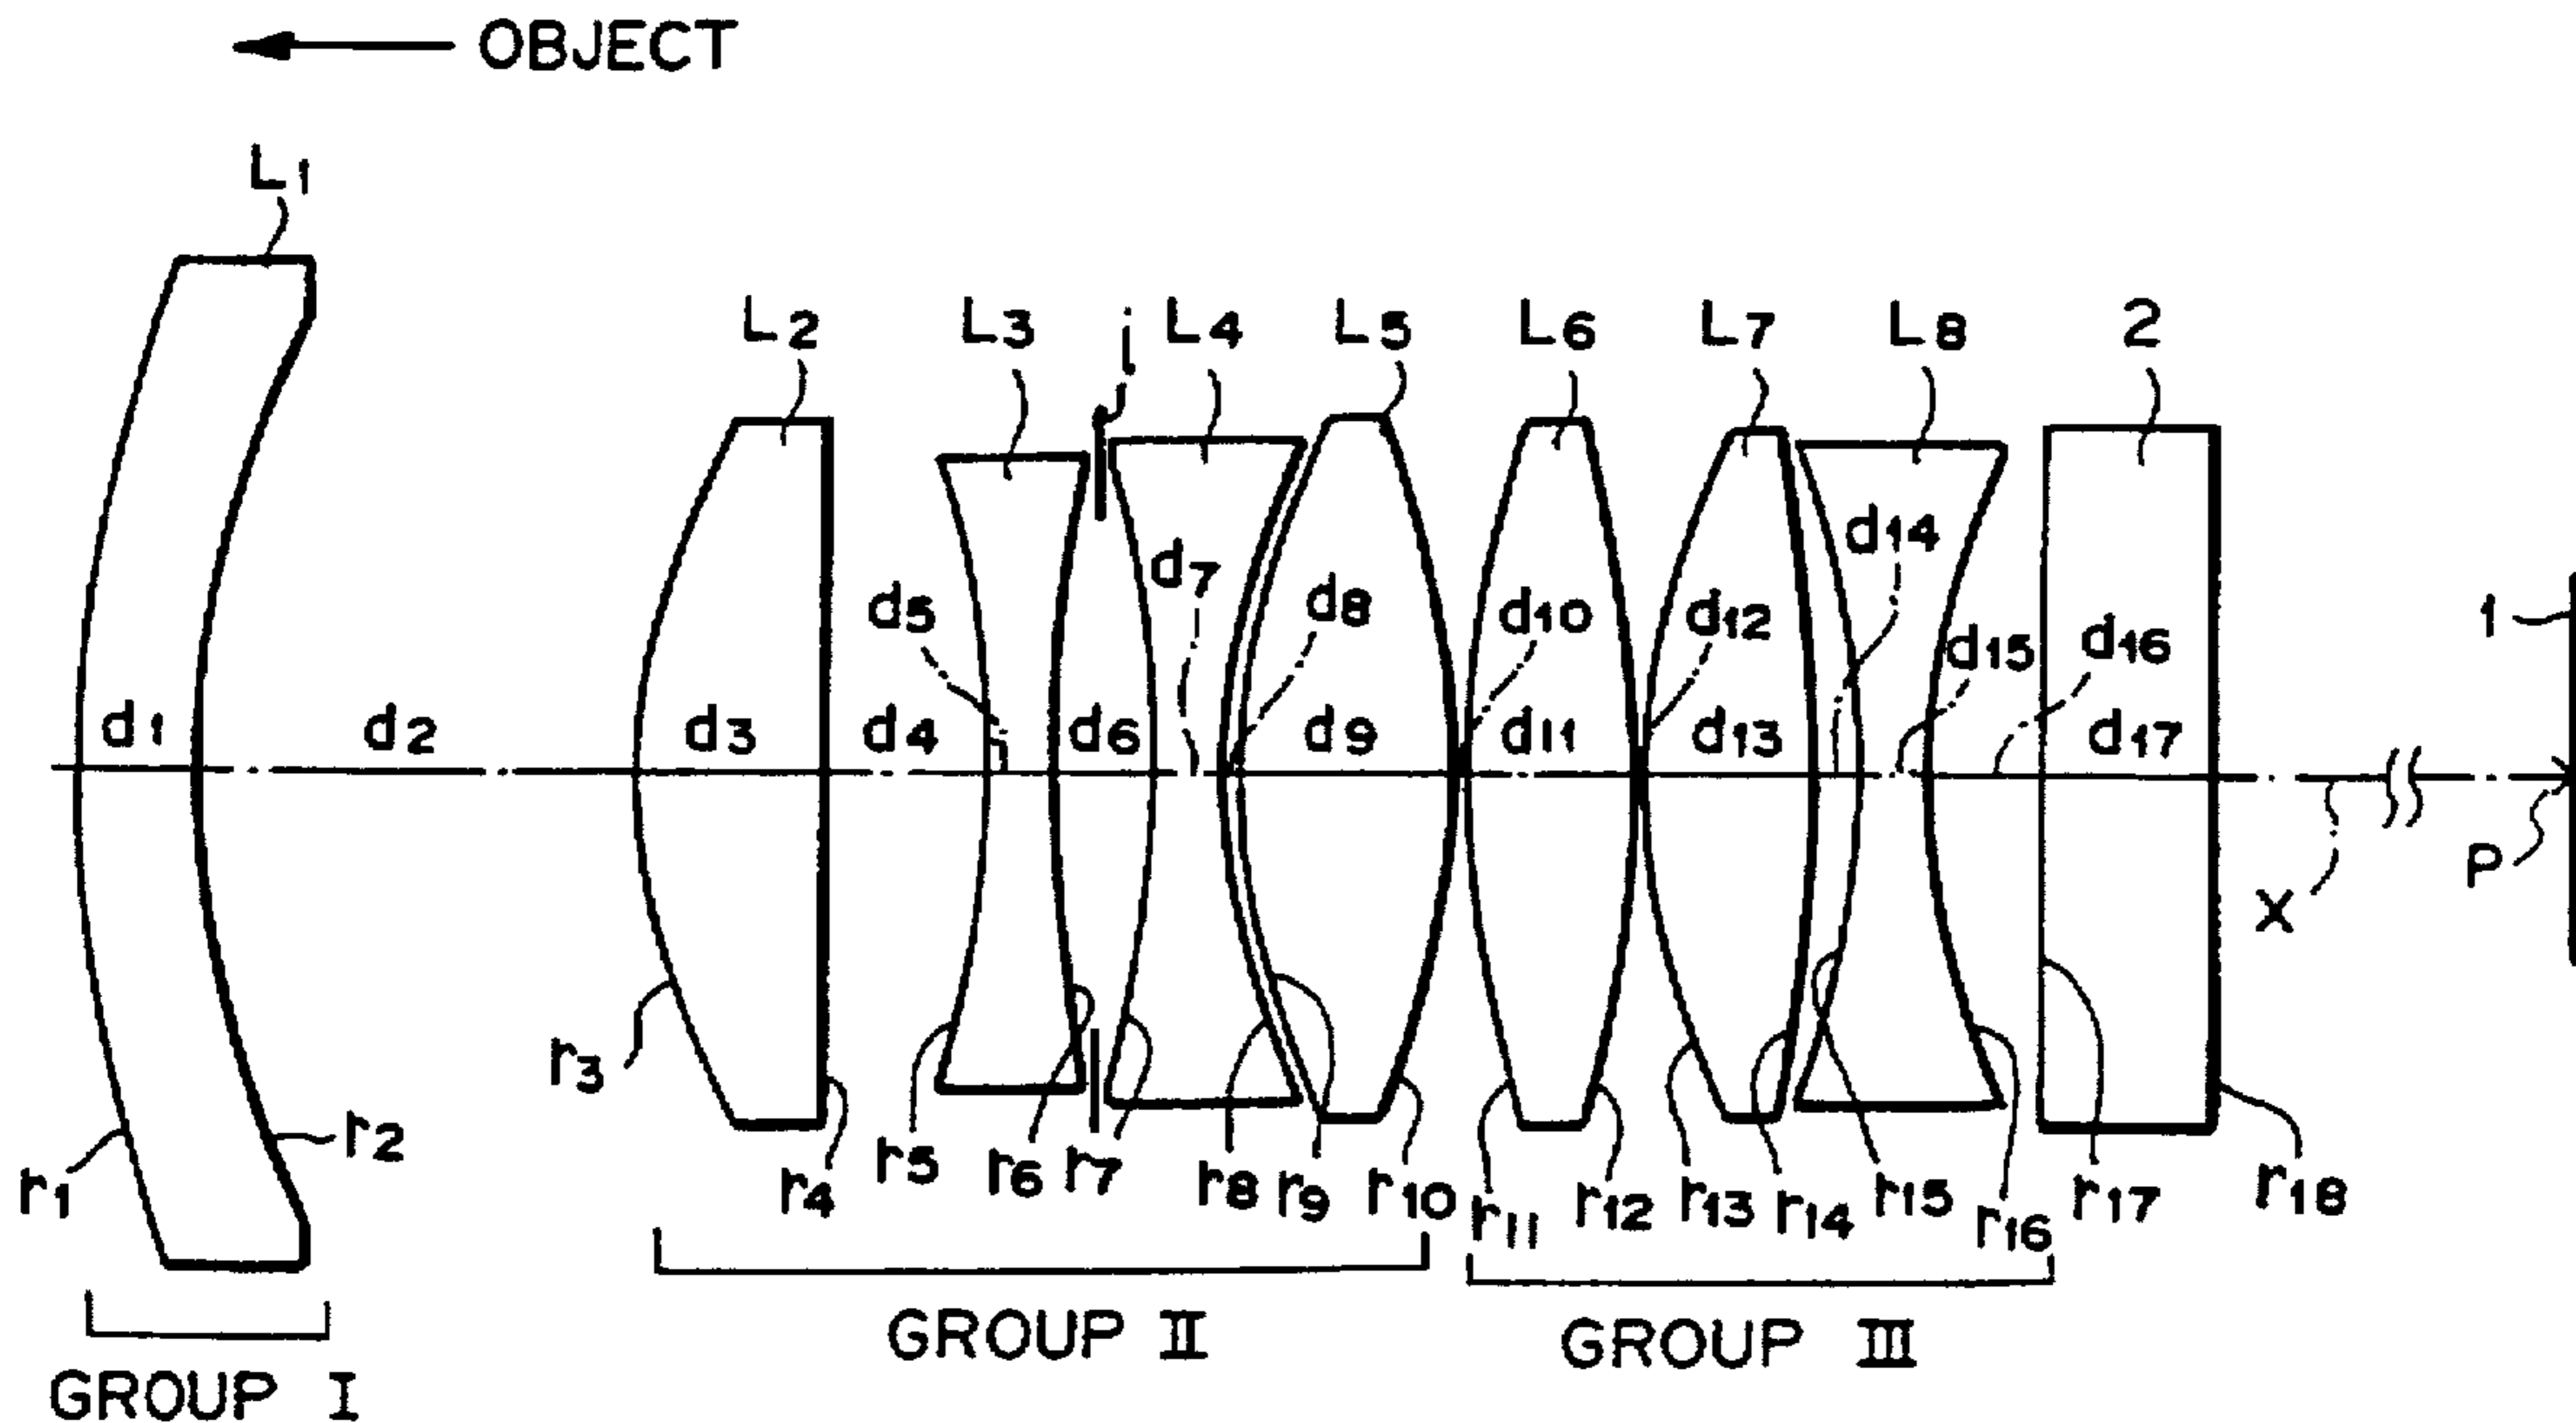 OBJECT
L1
L2 L3 i L4 L5 L6 L7 L8 2
d14
d7
d5 d8 d10 d12 1
d15 d16
d1 d2 d3 d4 d6 d9 d11 d13 d17
P
X
r3
r1 r2 r4 r5 r6 r7 r8 r9 r10 r11 r12 r13 r14 r15 r16 r17 r18
GROUP II GROUP III
GROUP I